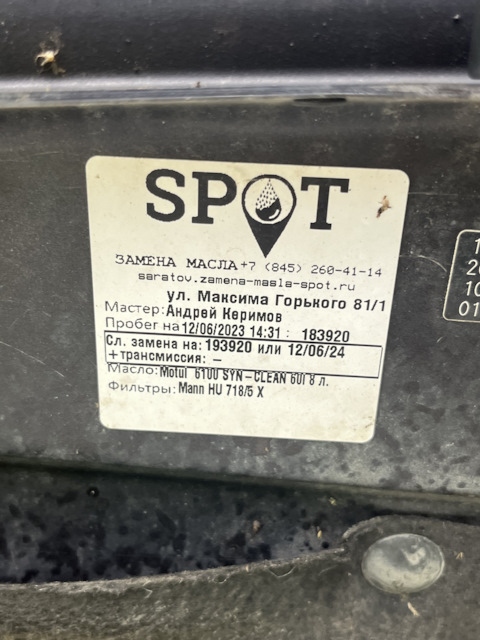 SPOT
ЗАМЕНА МАСЛА +7 (845) 260-41-14
saratov.zamena-masla-spot.ru
ул. Максима Горького 81/1
Мастер: Андрей Керимов
Пробег на 12/06/2023 14:31 : 183920
Сл. замена на: 193920 или 12/06/24
+трансмиссия: –
Масло: Motul 6100 SYN-CLEAN 60l 8 л.
Фильтры: Mann HU 718/5 X